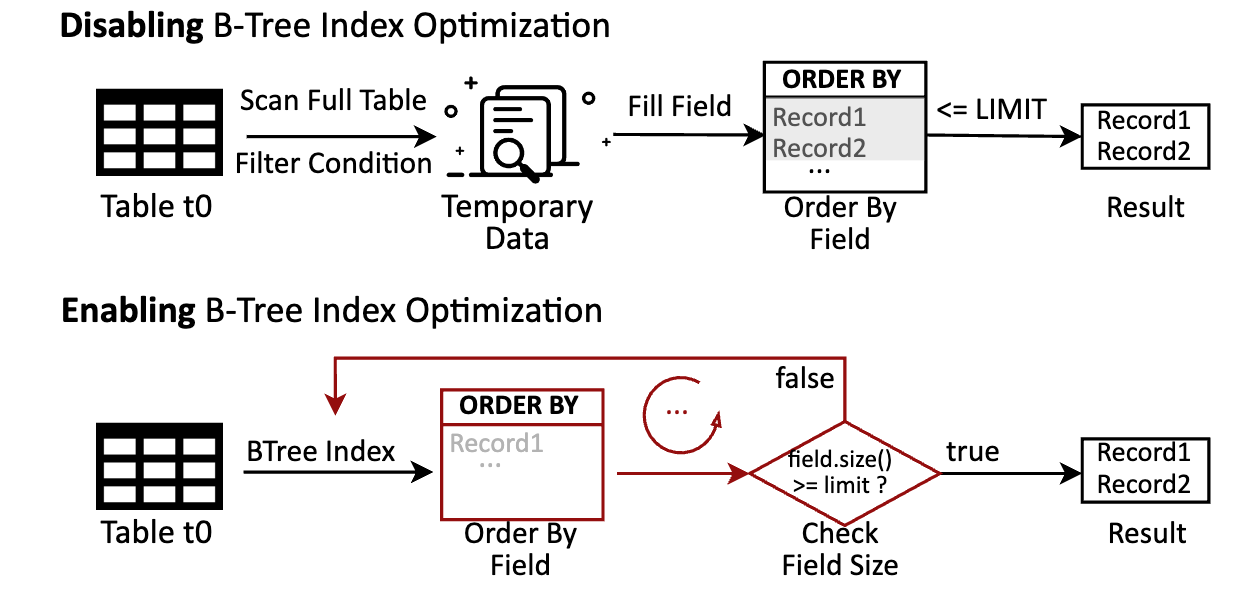 Disabling B-Tree Index Optimization
Scan Full Table
Filter Condition
Table t0
Temporary
Data
Fill Field
ORDER BY
Record1
Record2
...
Order By
Field
<= LIMIT
Record1
Record2
Result
Enabling B-Tree Index Optimization
Table t0
BTree Index
ORDER BY
Record1
...
Order By
Field
...
false
field.size()
>= limit ?
Check
Field Size
true
Record1
Record2
Result